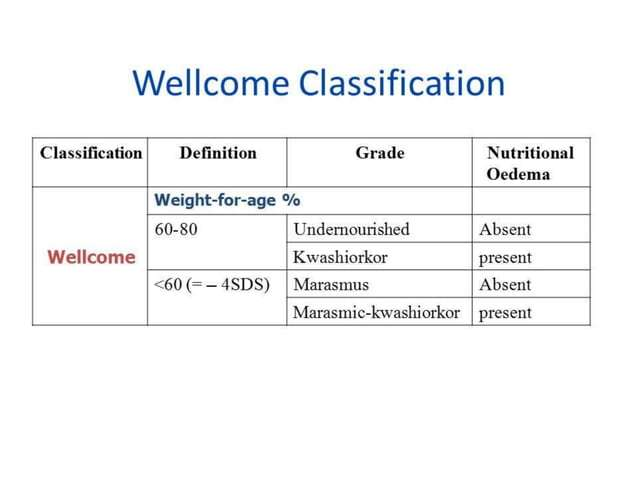 Wellcome Classification
Classification Definition Grade Nutritional
Oedema
Weight-for-age %
Wellcome
60-80 Undernourished Absent
Kwashiorkor present
<60 (= – 4SDS) Marasmus Absent
Marasmic-kwashiorkor present